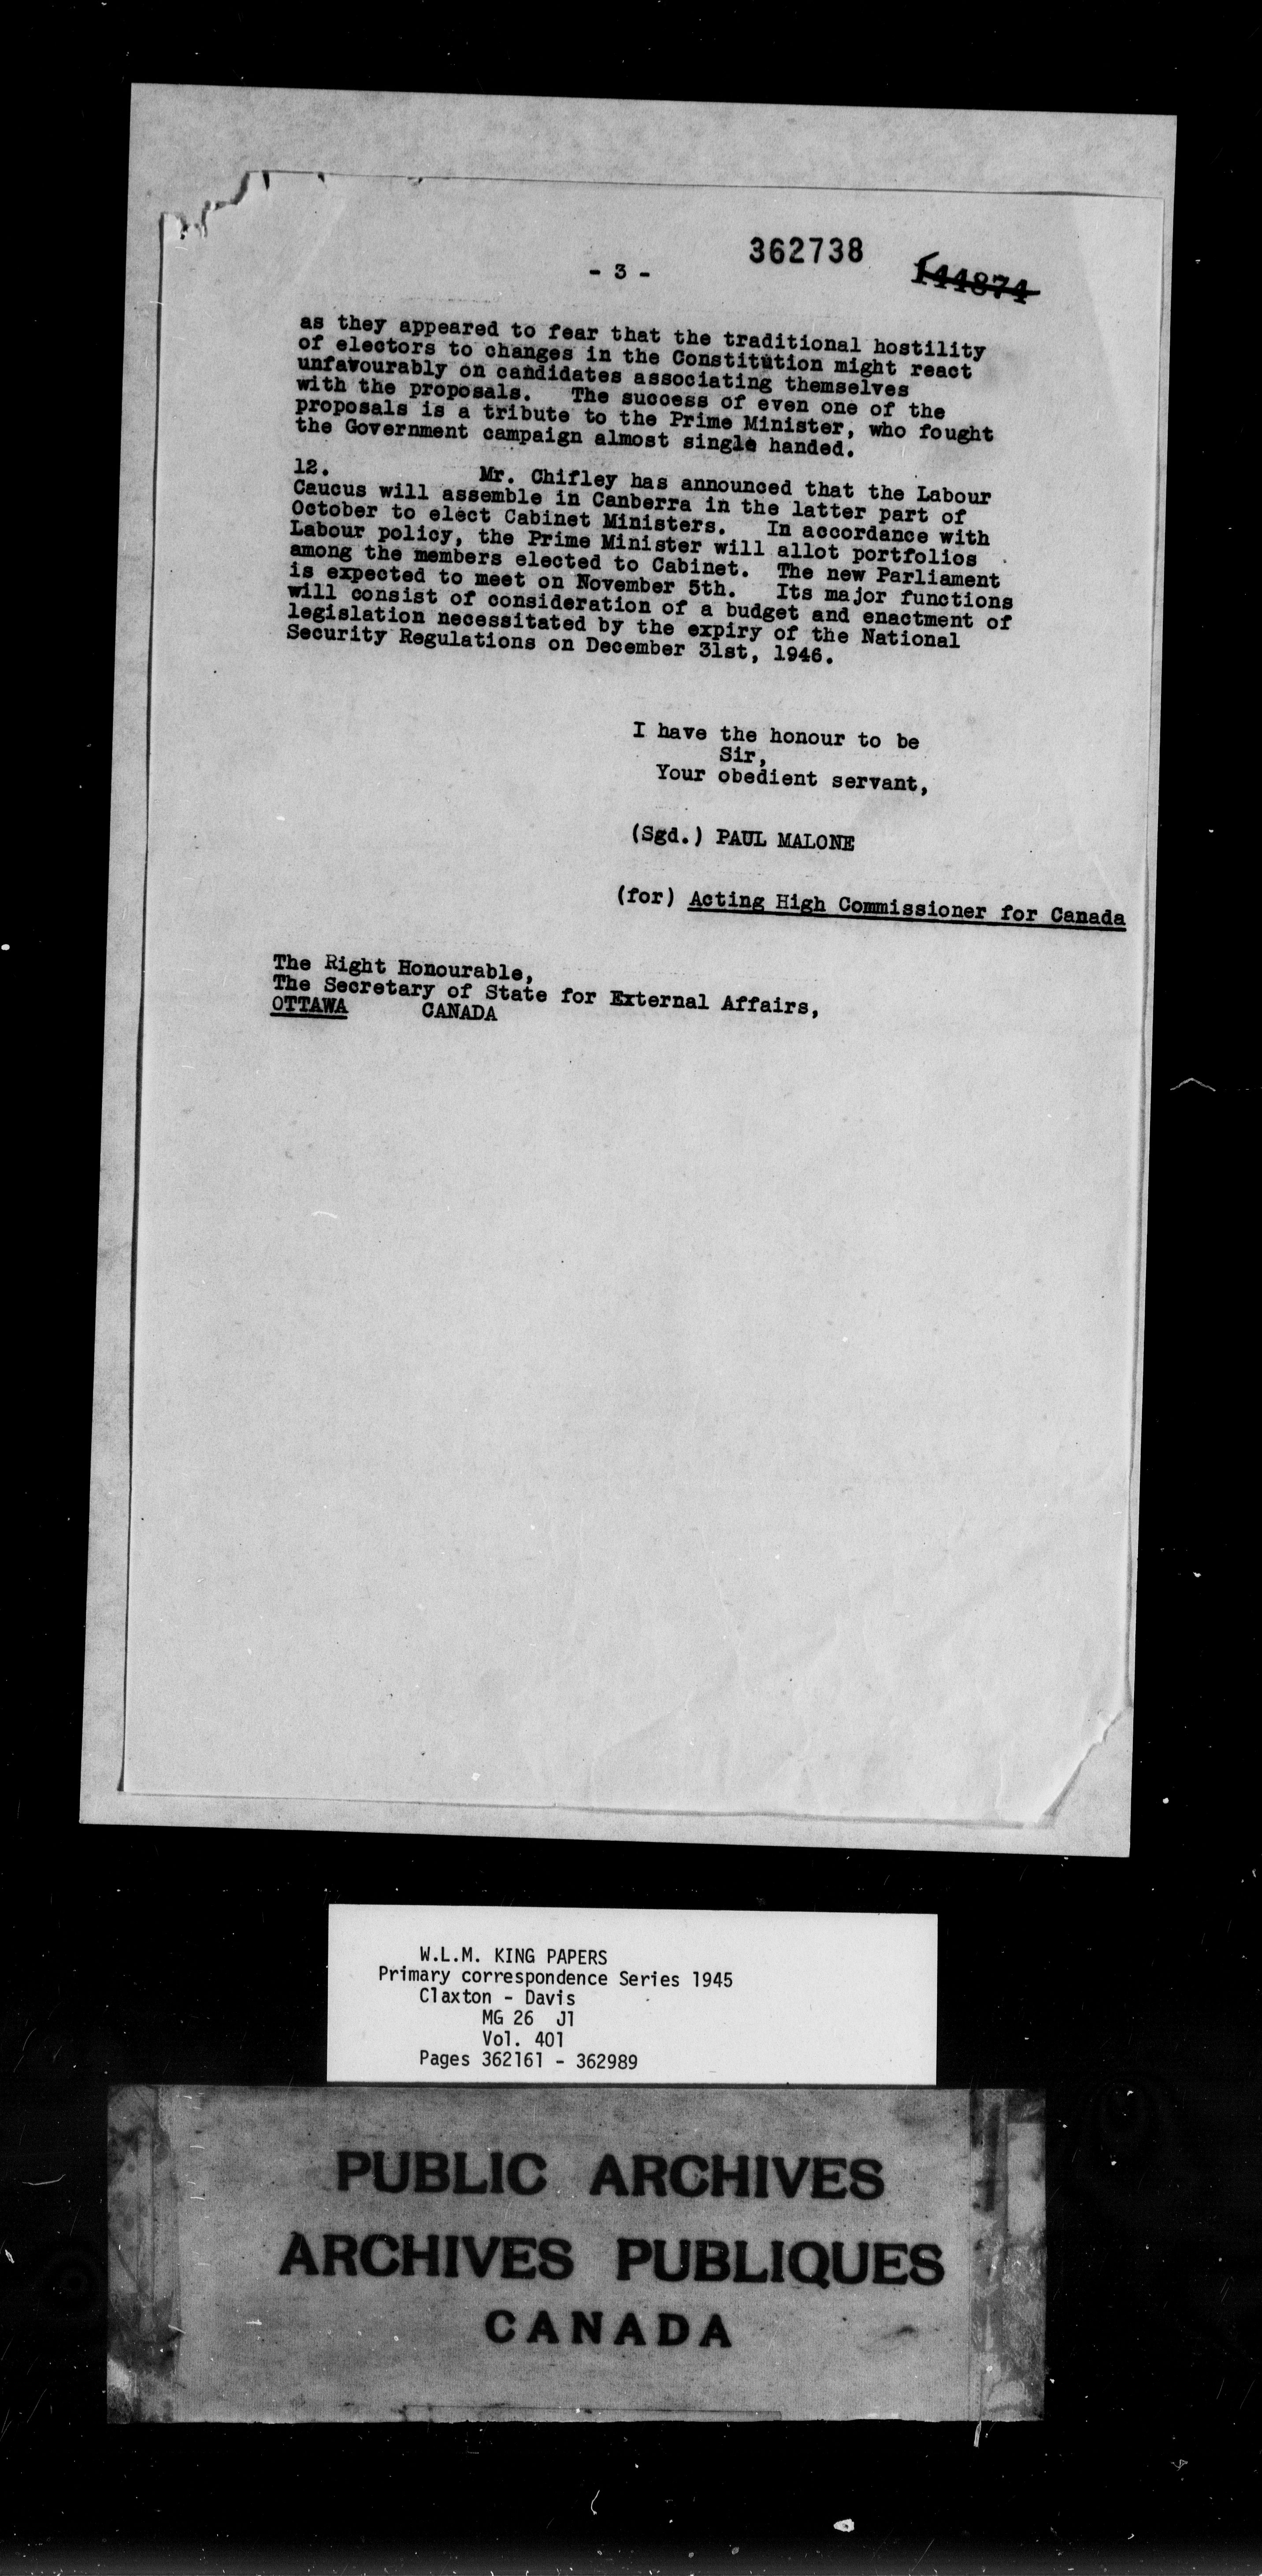 362738
144874
- 3 -
as they appeared to fear that the traditional hostility
of electors to changes in the Constitution might react
unfavourably on candidates associating themselves
with the proposals. The success of even one of the
proposals is a tribute to the Prime Minister, who fought
the Government campaign almost single handed.
12. Mr. Chifley has announced that the Labour
Caucus will assemble in Canberra in the latter part of
October to elect Cabinet Ministers. In accordance with
Labour policy, the Prime Minister will allot portfolios
among the members elected to Cabinet. The new Parliament
is expected to meet on November 5th. Its major functions
will consist of consideration of a budget and enactment of
legislation necessitated by the expiry of the National
Security Regulations on December 31st, 1946.
I have the honour to be
Sir,
Your obedient servant,
(Sgd.) PAUL MALONE
(for) Acting High Commissioner for Canada
The Right Honourable,
The Secretary of State for External Affairs,
OTTAWA CANADA
W.L.M. KING PAPERS
Primary correspondence Series 1945
Claxton - Davis
MG 26 J1
Vol. 401
Pages 362161 - 362989
PUBLIC ARCHIVES
ARCHIVES PUBLIQUES
CANADA